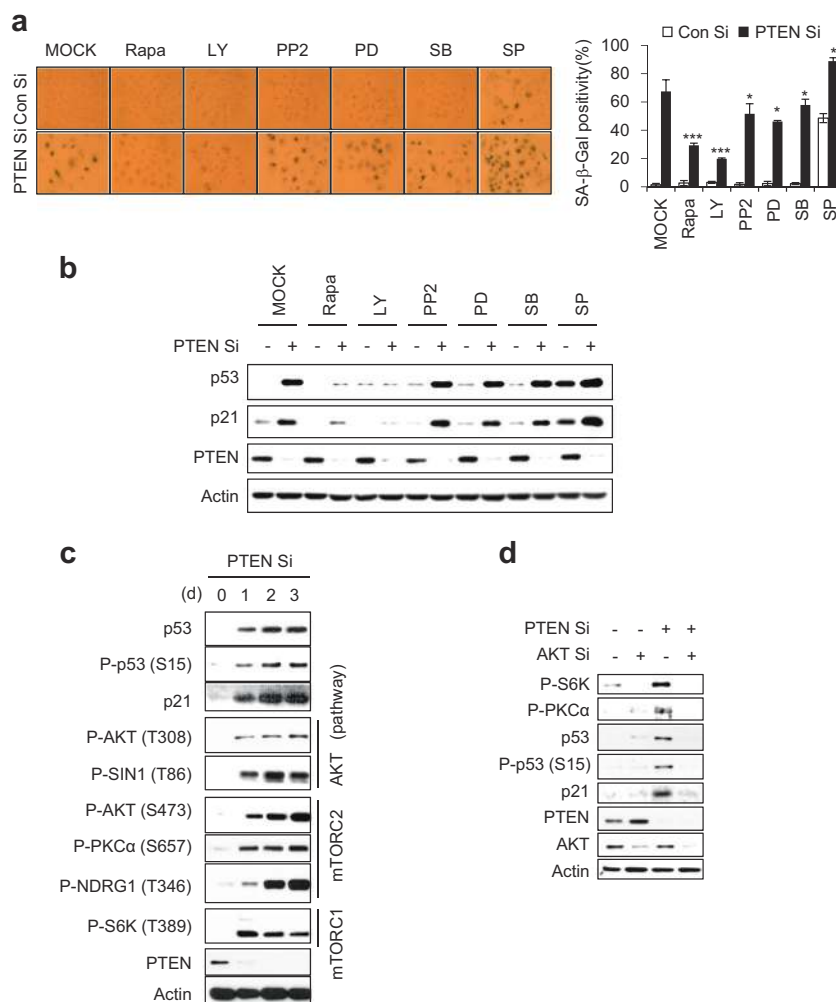 a
MOCK Rapa LY PP2 PD SB SP
Con Si
PTEN Si
Con Si PTEN Si
SA-β-Gal positivity(%)
100
80
60
40
20
0
*** *** * * * *
MOCK Rapa LY PP2 PD SB SP
b
MOCK Rapa LY PP2 PD SB SP
PTEN Si - + - + - + - + - + - + - +
p53
p21
PTEN
Actin
c
PTEN Si
(d) 0 1 2 3
p53
P-p53 (S15)
p21
P-AKT (T308)
P-SIN1 (T86)
AKT (pathway)
P-AKT (S473)
P-PKCα (S657)
P-NDRG1 (T346)
mTORC2
P-S6K (T389)
mTORC1
PTEN
Actin
d
PTEN Si - - + +
AKT Si - + - +
P-S6K
P-PKCα
p53
P-p53 (S15)
p21
PTEN
AKT
Actin